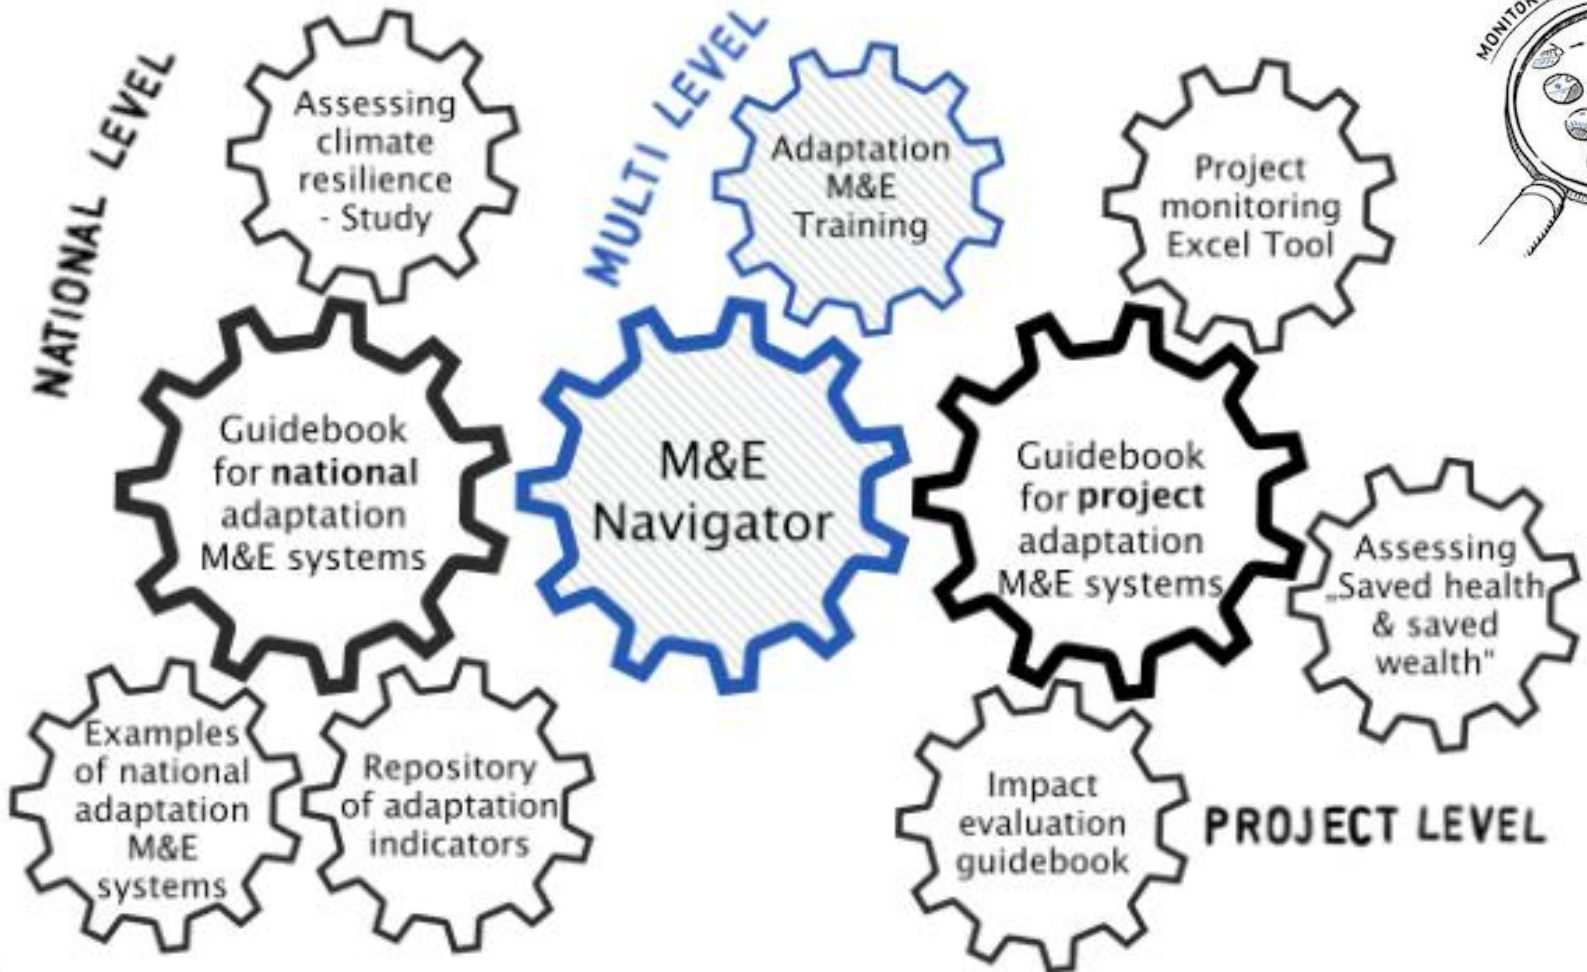 NATIONAL LEVEL
Assessing
climate
resilience
- Study
Guidebook
for national
adaptation
M&E systems
Examples
of national
adaptation
M&E
systems
Repository
of adaptation
indicators
MULTI LEVEL
Adaptation
M&E
Training
M&E
Navigator
Project
monitoring
Excel Tool
Guidebook
for project
adaptation
M&E systems
Assessing
„Saved health
& saved
wealth"
Impact
evaluation
guidebook
PROJECT LEVEL